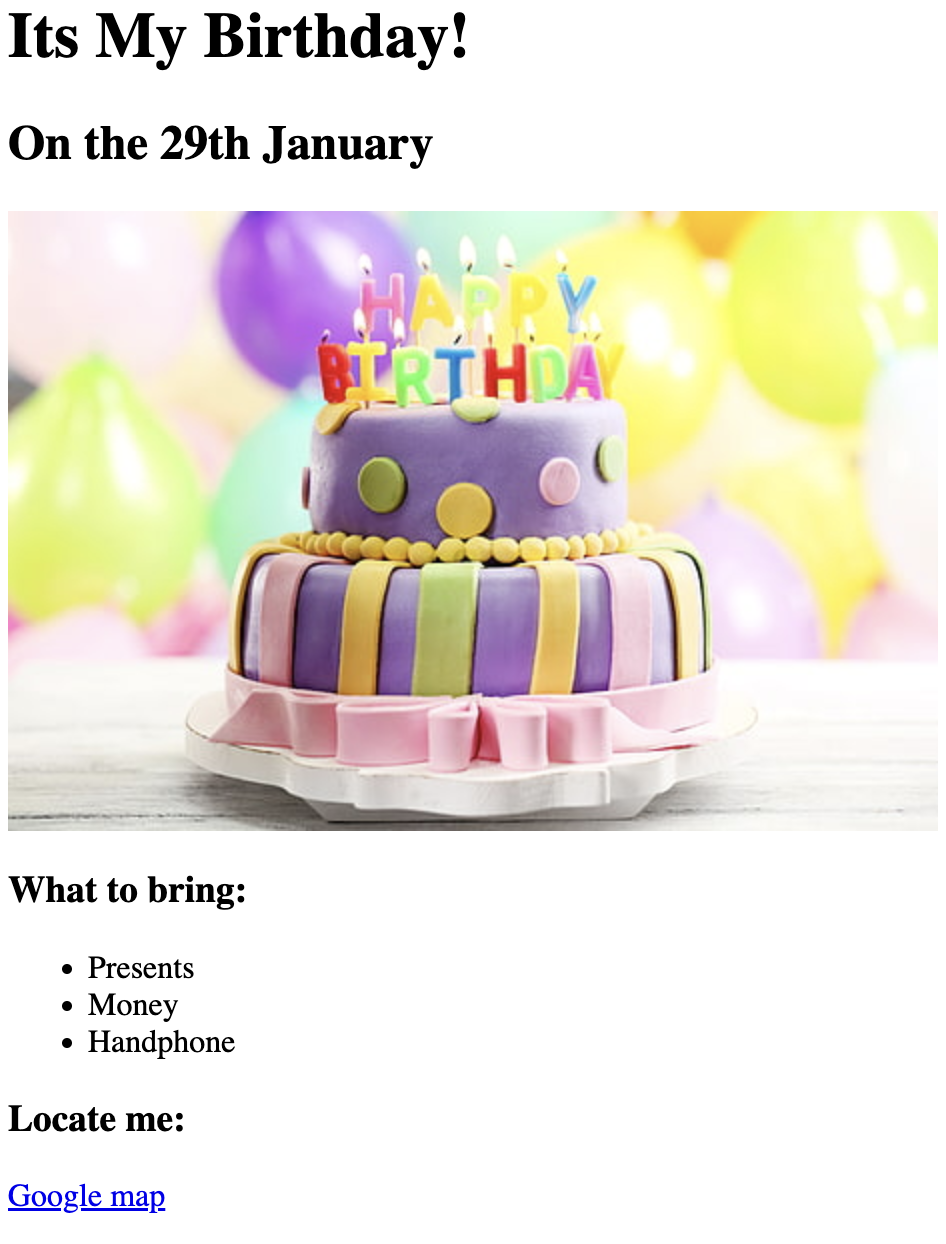 Its My Birthday!
On the 29th January
HAPPY
BIRTHDAY
What to bring:
Presents
Money
Handphone
Locate me:
Google map